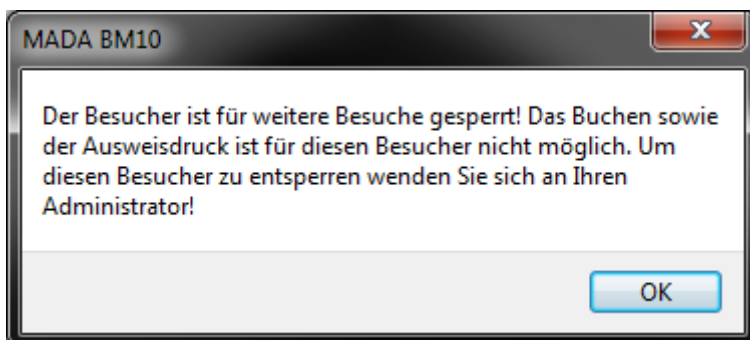 MADA BM10
Der Besucher ist für weitere Besuche gesperrt! Das Buchen sowie
der Ausweisdruck ist für diesen Besucher nicht möglich. Um
diesen Besucher zu entsperren wenden Sie sich an Ihren
Administrator!
OK